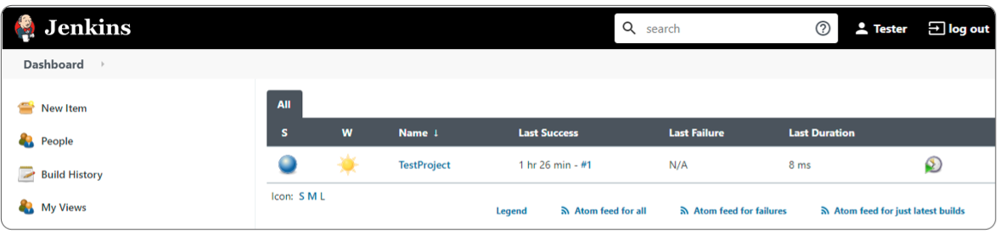 Jenkins search Tester log out
Dashboard
New Item
People
Build History
My Views
All
S W Name ↓ Last Success Last Failure Last Duration
TestProject 1 hr 26 min - #1 N/A 8 ms
Icon: S M L
Legend Atom feed for all Atom feed for failures Atom feed for just latest builds